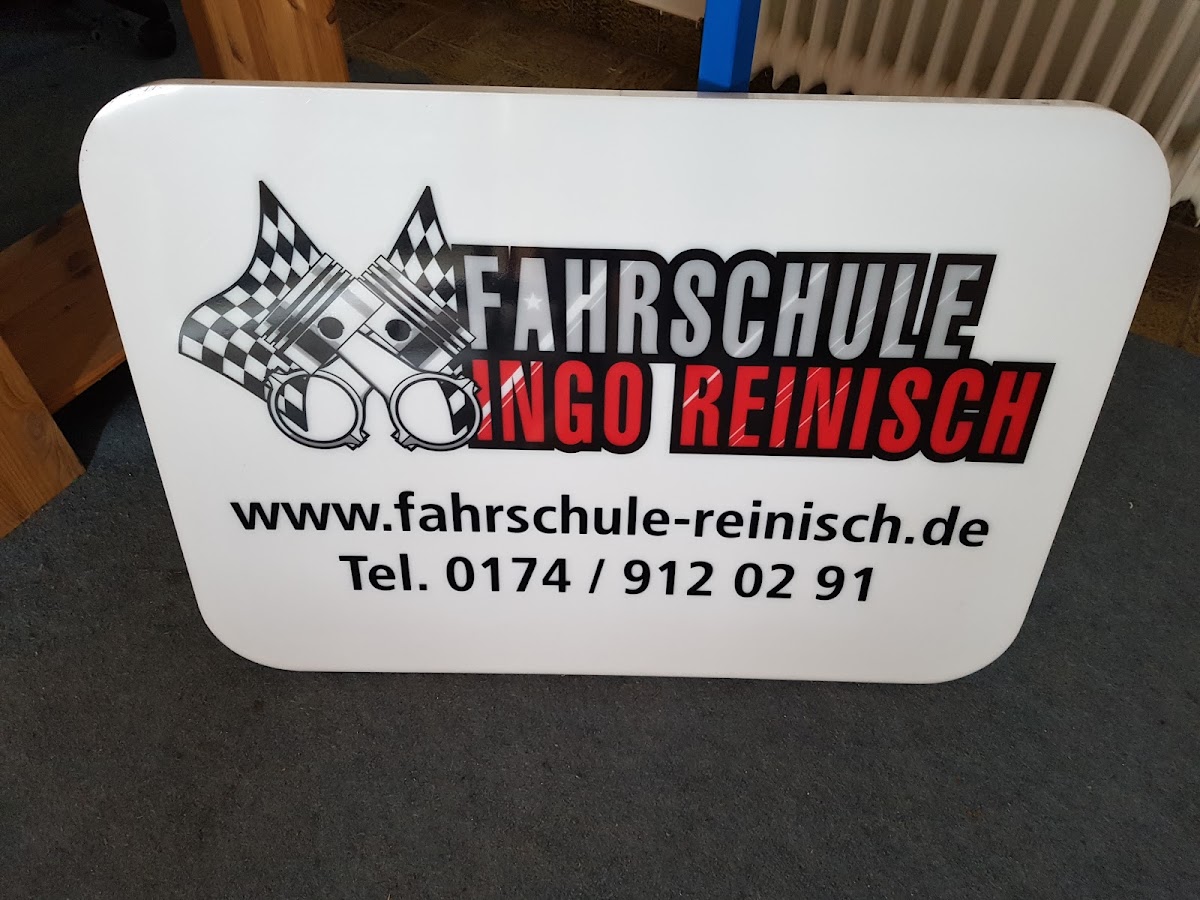 FAHRSCHULE
INGO REINISCH
www.fahrschule-reinisch.de
Tel. 0174 / 912 02 91